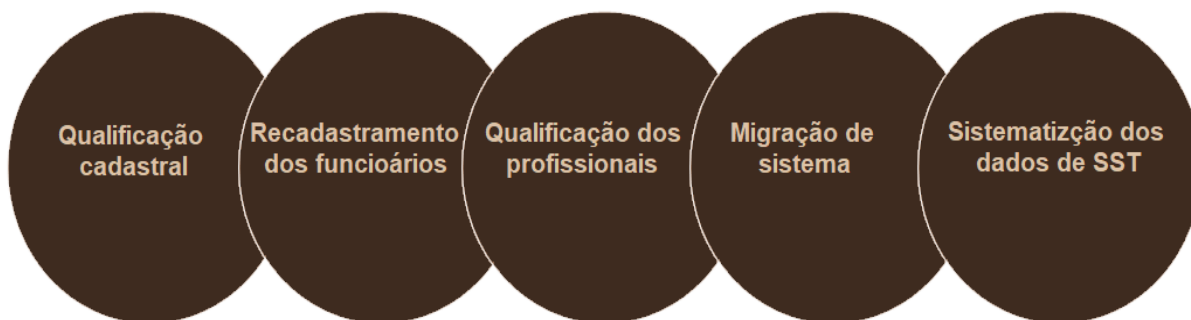 Qualificação
cadastral
Recadastramento
dos funcioários
Qualificação dos
profissionais
Migração de
sistema
Sistematizção dos
dados de SST